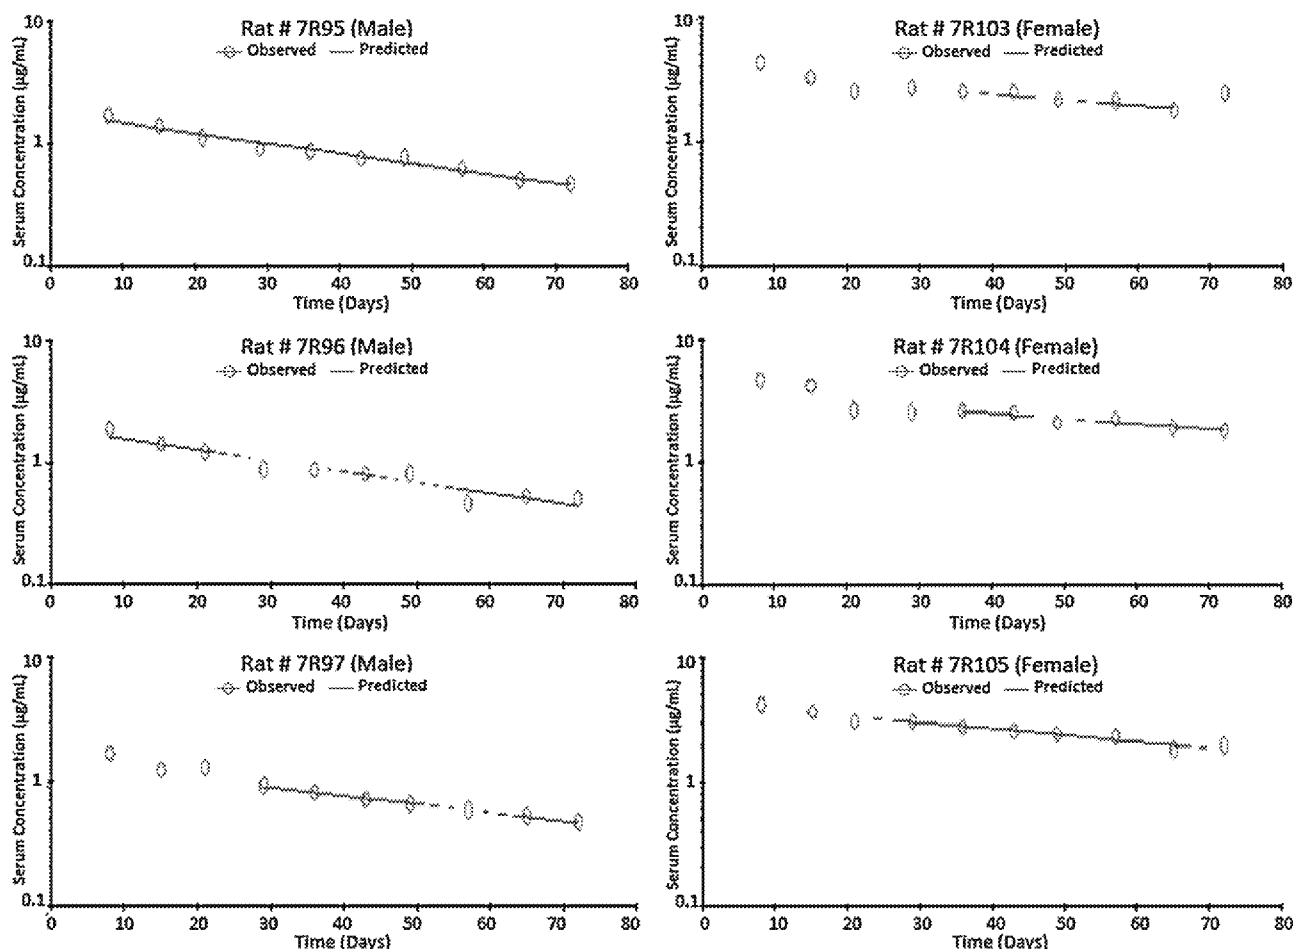 Rat # 7R95 (Male)
Observed Predicted
Serum Concentration (µg/mL)
10
1
0.1
0 10 20 30 40 50 60 70 80
Time (Days)
Rat # 7R103 (Female)
Observed Predicted
Serum Concentration (µg/mL)
10
1
0.1
0 10 20 30 40 50 60 70 80
Time (Days)
Rat # 7R96 (Male)
Observed Predicted
Serum Concentration (µg/mL)
10
1
0.1
0 10 20 30 40 50 60 70 80
Time (Days)
Rat # 7R104 (Female)
Observed Predicted
Serum Concentration (µg/mL)
10
1
0.1
0 10 20 30 40 50 60 70 80
Time (Days)
Rat # 7R97 (Male)
Observed Predicted
Serum Concentration (µg/mL)
10
1
0.1
0 10 20 30 40 50 60 70 80
Time (Days)
Rat # 7R105 (Female)
Observed Predicted
Serum Concentration (µg/mL)
10
1
0.1
0 10 20 30 40 50 60 70 80
Time (Days)